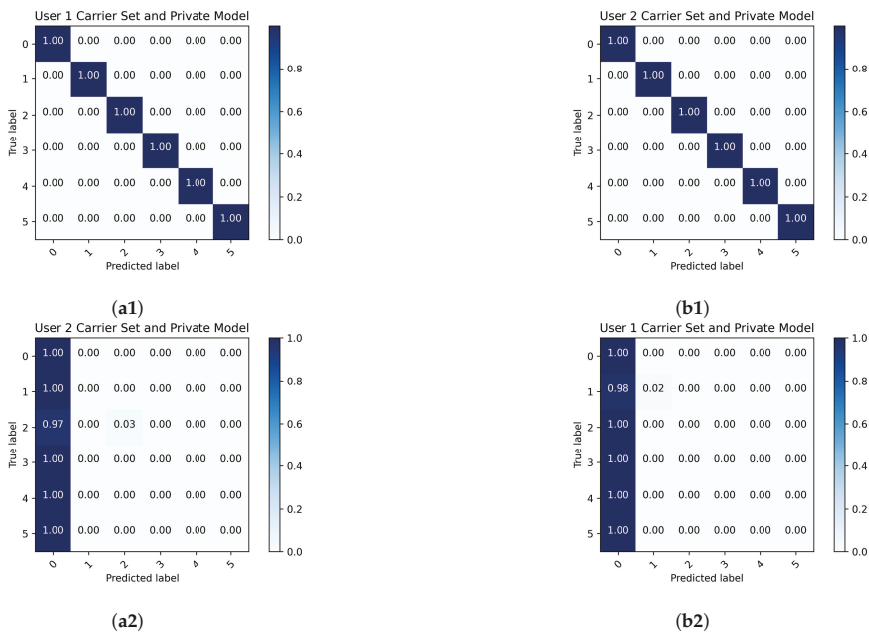 User 1 Carrier Set and Private Model
0 1.00 0.00 0.00 0.00 0.00 0.00
1 0.00 1.00 0.00 0.00 0.00 0.00
2 0.00 0.00 1.00 0.00 0.00 0.00
3 0.00 0.00 0.00 1.00 0.00 0.00
4 0.00 0.00 0.00 0.00 1.00 0.00
5 0.00 0.00 0.00 0.00 0.00 1.00
True label
0 1 2 3 4 5
Predicted label
0.8
0.6
0.4
0.2
0.0
(a1)
User 2 Carrier Set and Private Model
0 1.00 0.00 0.00 0.00 0.00 0.00
1 0.00 1.00 0.00 0.00 0.00 0.00
2 0.00 0.00 1.00 0.00 0.00 0.00
3 0.00 0.00 0.00 1.00 0.00 0.00
4 0.00 0.00 0.00 0.00 1.00 0.00
5 0.00 0.00 0.00 0.00 0.00 1.00
True label
0 1 2 3 4 5
Predicted label
0.8
0.6
0.4
0.2
0.0
(b1)
User 2 Carrier Set and Private Model
0 1.00 0.00 0.00 0.00 0.00 0.00
1 1.00 0.00 0.00 0.00 0.00 0.00
2 0.97 0.00 0.03 0.00 0.00 0.00
3 1.00 0.00 0.00 0.00 0.00 0.00
4 1.00 0.00 0.00 0.00 0.00 0.00
5 1.00 0.00 0.00 0.00 0.00 0.00
True label
0 1 2 3 4 5
Predicted label
1.0
0.8
0.6
0.4
0.2
0.0
(a2)
User 1 Carrier Set and Private Model
0 1.00 0.00 0.00 0.00 0.00 0.00
1 0.98 0.02 0.00 0.00 0.00 0.00
2 1.00 0.00 0.00 0.00 0.00 0.00
3 1.00 0.00 0.00 0.00 0.00 0.00
4 1.00 0.00 0.00 0.00 0.00 0.00
5 1.00 0.00 0.00 0.00 0.00 0.00
True label
0 1 2 3 4 5
Predicted label
1.0
0.8
0.6
0.4
0.2
0.0
(b2)